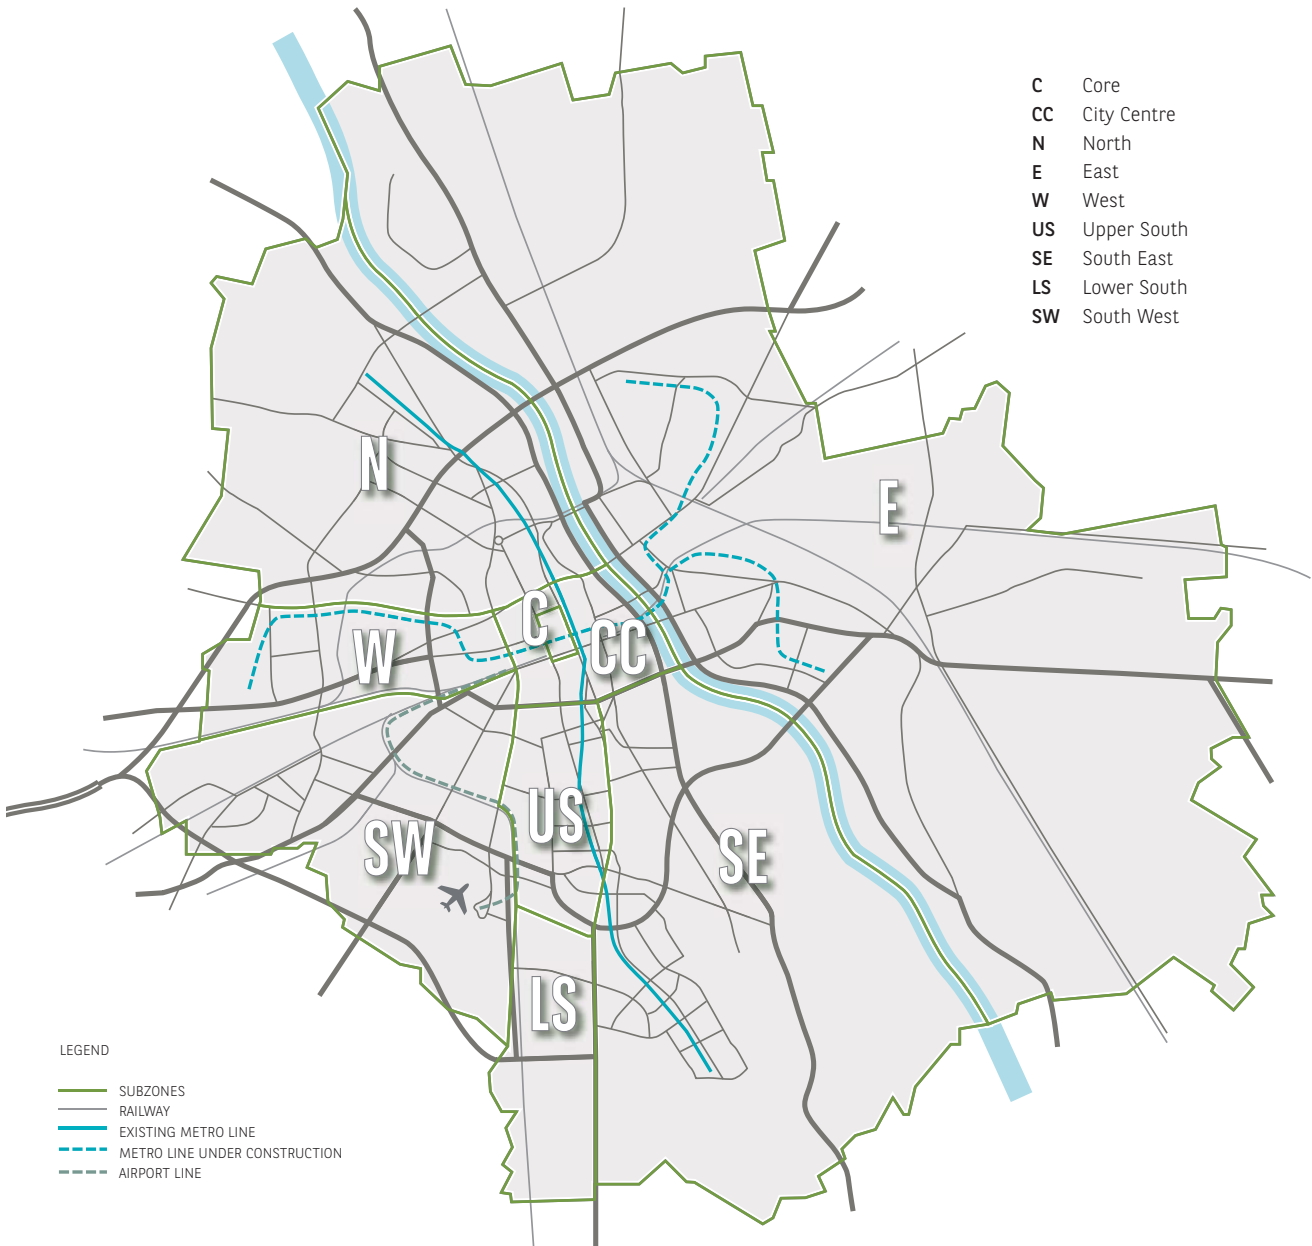 C Core
CC City Centre
N North
E East
W West
US Upper South
SE South East
LS Lower South
SW South West
N
E
C
CC
W
US
SW
SE
LS
LEGEND
SUBZONES
RAILWAY
EXISTING METRO LINE
METRO LINE UNDER CONSTRUCTION
AIRPORT LINE